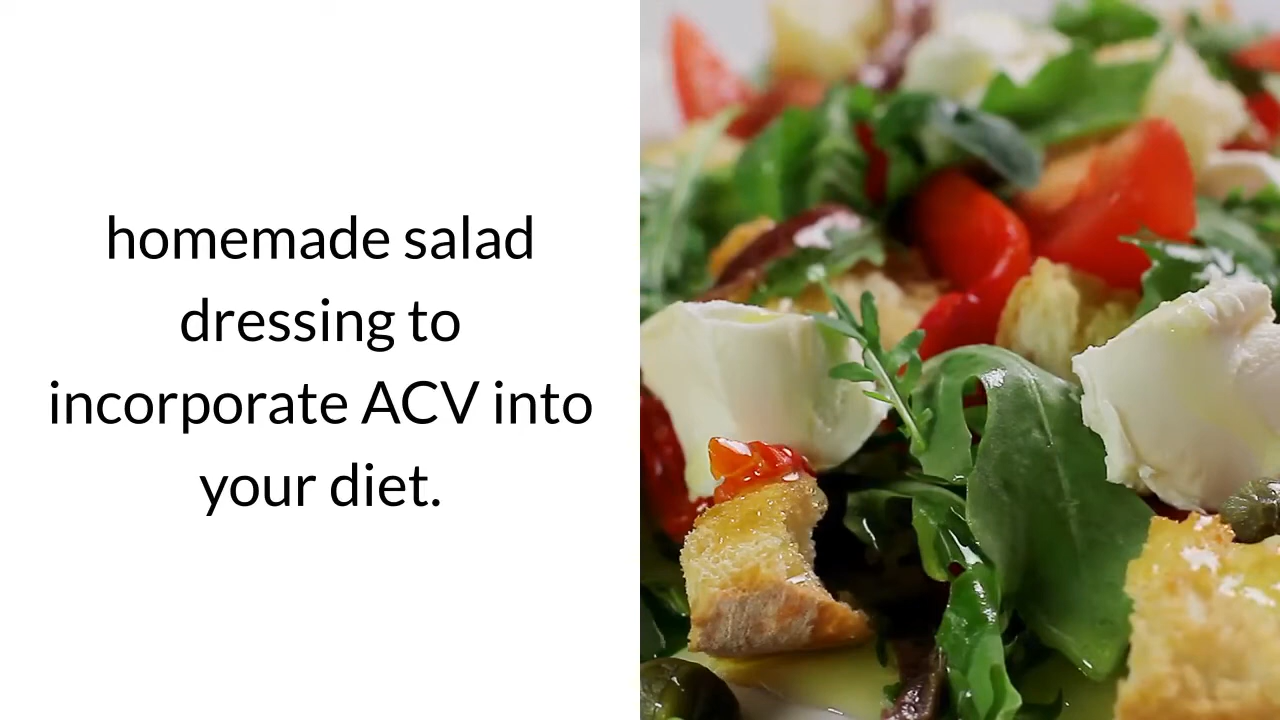 homemade salad
dressing to
incorporate ACV into
your diet.